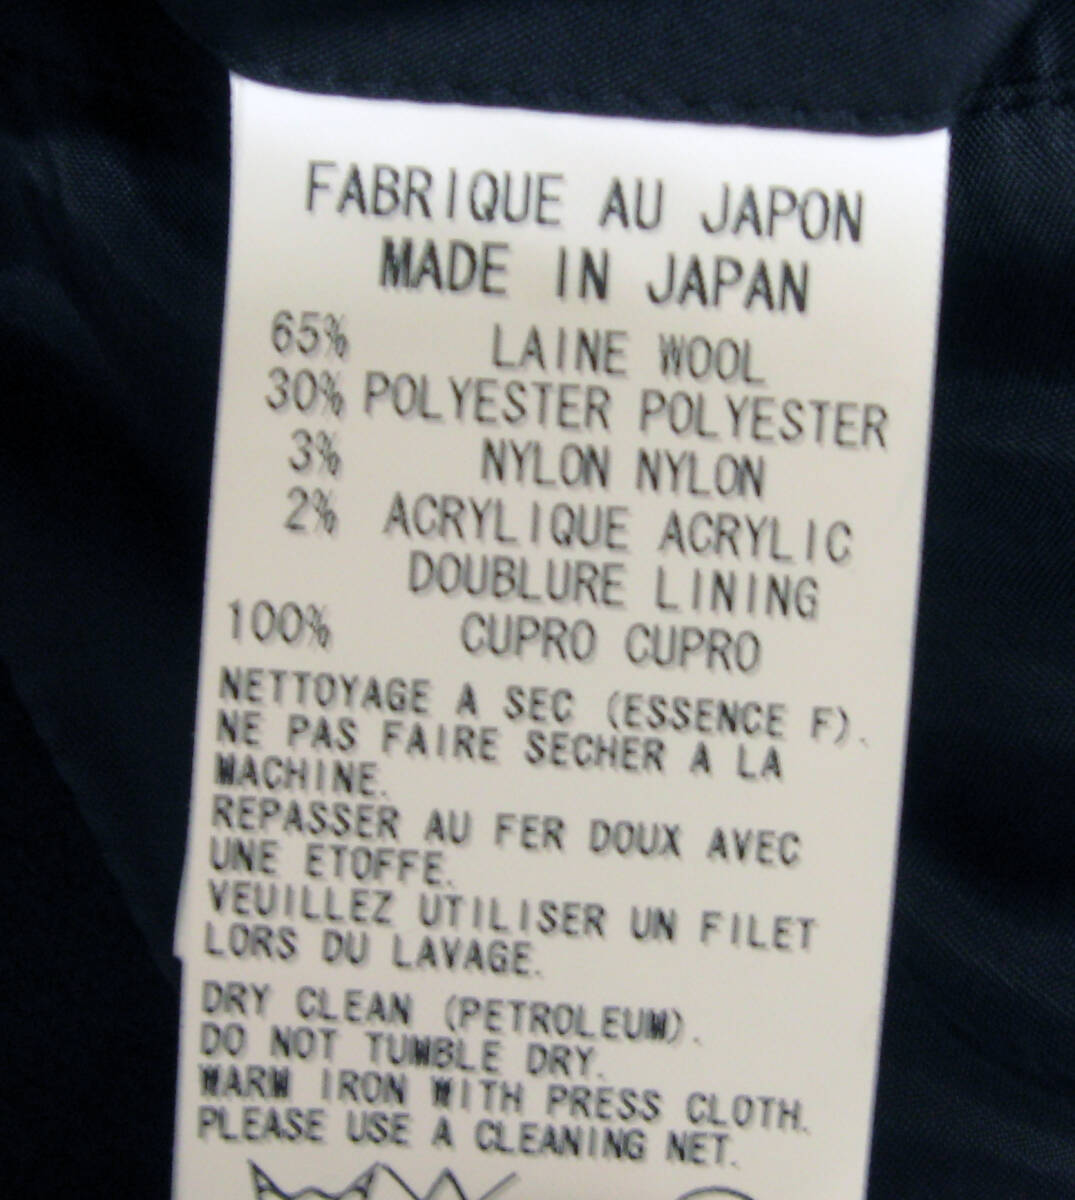 FABRIQUE AU JAPON
MADE IN JAPAN
65% LAINE WOOL
30% POLYESTER POLYESTER
3% NYLON NYLON
2% ACRYLIQUE ACRYLIC
DOUBLURE LINING
100% CUPRO CUPRO
NETTOYAGE A SEC (ESSENCE F).
NE PAS FAIRE SECHER A LA
MACHINE.
REPASSER AU FER DOUX AVEC
UNE ETOFFE.
VEUILLEZ UTILISER UN FILET
LORS DU LAVAGE.
DRY CLEAN (PETROLEUM).
DO NOT TUMBLE DRY.
WARM IRON WITH PRESS CLOTH.
PLEASE USE A CLEANING NET.